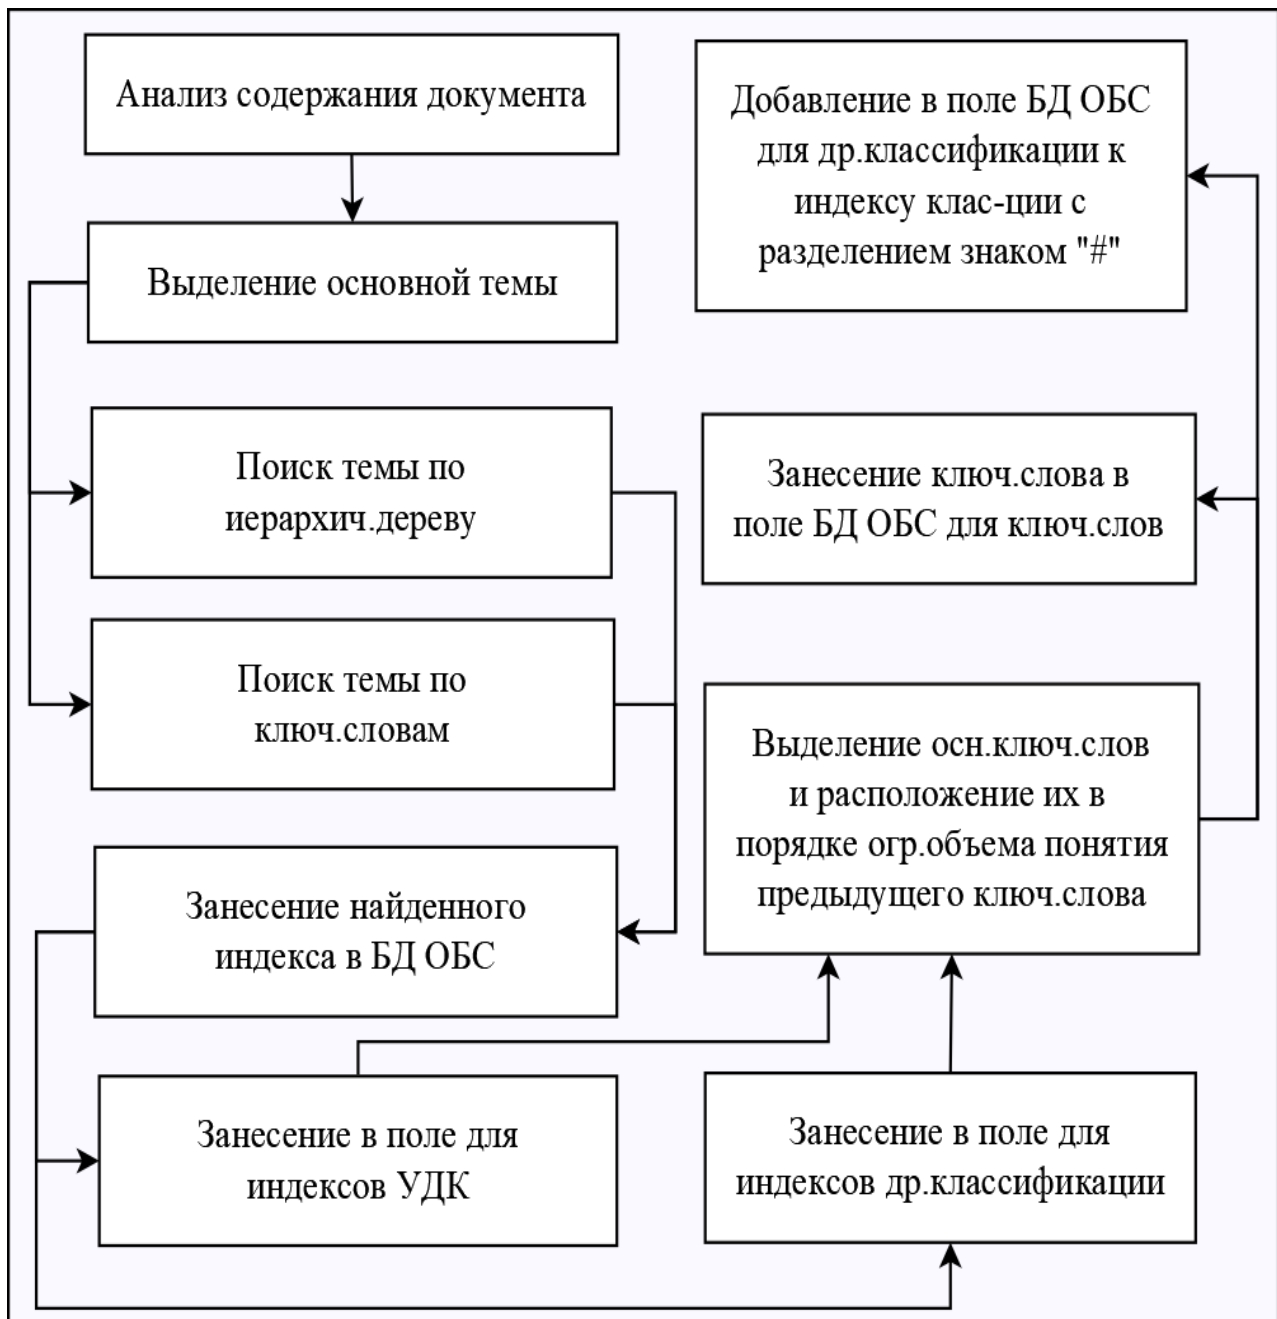 Анализ содержания документа
Выделение основной темы
Поиск темы по
иерархич.дереву
Поиск темы по
ключ.словам
Занесение найденного
индекса в БД ОБС
Занесение в поле для
индексов УДК
Занесение в поле для
индексов др.классификации
Выделение осн.ключ.слов
и расположение их в
порядке огр.объема понятия
предыдущего ключ.слова
Занесение ключ.слова в
поле БД ОБС для ключ.слов
Добавление в поле БД ОБС
для др.классификации к
индексу клас-ции с
разделением знаком "#"